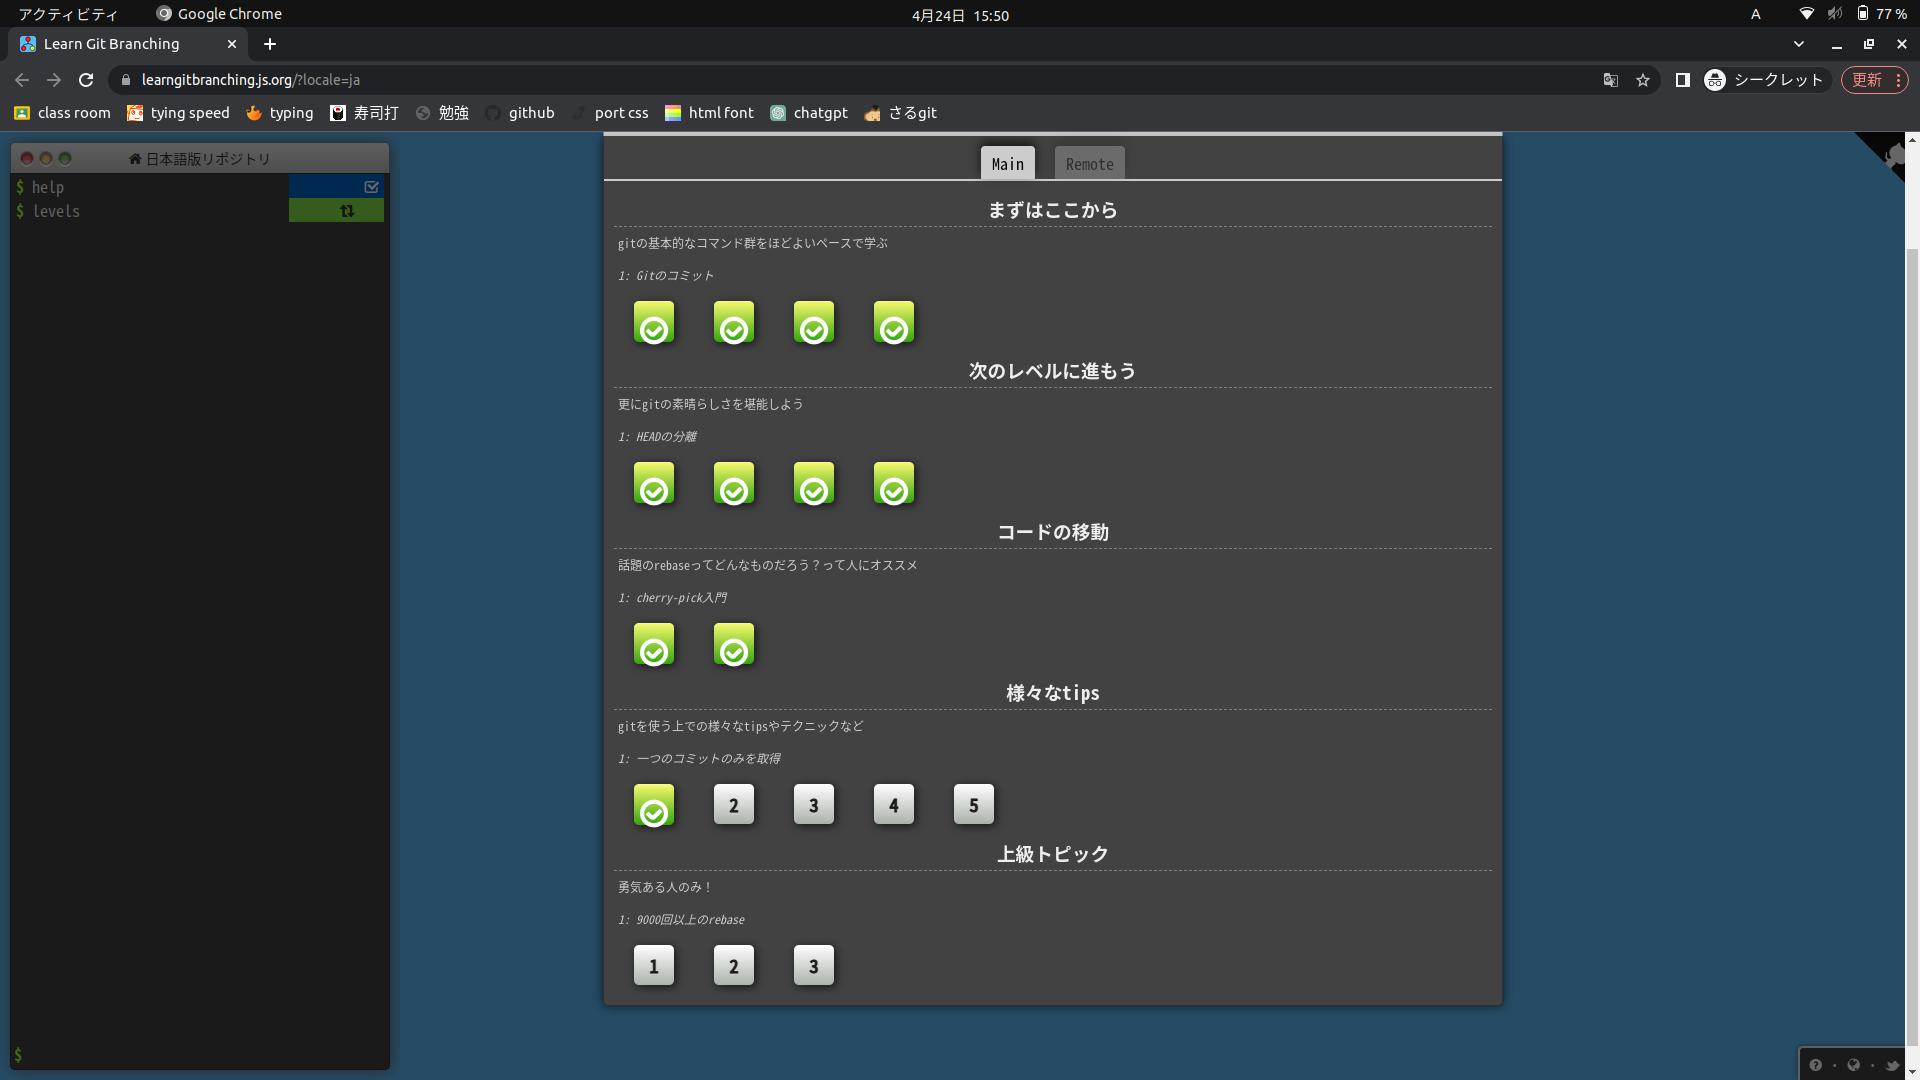 アクティビティ Google Chrome 4月24日 15:50 A 77 %
Learn Git Branching
learngitbranching.js.org/?locale=ja シークレット 更新
class room tying speed typing 寿司打 勉強 github port css html font chatgpt さるgit
日本語版リポジトリ
$ help
$ levels
$
Main Remote
まずはここから
gitの基本的なコマンド群をほどよいペースで学ぶ
1: Gitのコミット
次のレベルに進もう
更にgitの素晴らしさを堪能しよう
1: HEADの分離
コードの移動
話題のrebaseってどんなものだろう？って人にオススメ
1: cherry-pick入門
様々なtips
gitを使う上での様々なtipsやテクニックなど
1: 一つのコミットのみを取得
2 3 4 5
上級トピック
勇気ある人のみ！
1: 9000回以上のrebase
1 2 3